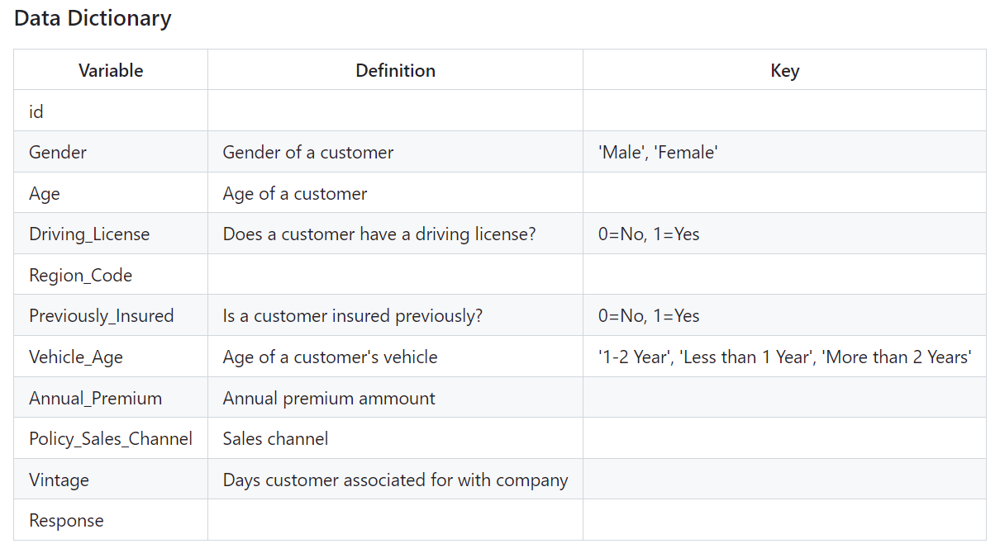 Data Dictionary
Variable Definition Key
id
Gender Gender of a customer 'Male', 'Female'
Age Age of a customer
Driving_License Does a customer have a driving license? 0=No, 1=Yes
Region_Code
Previously_Insured Is a customer insured previously? 0=No, 1=Yes
Vehicle_Age Age of a customer's vehicle '1-2 Year', 'Less than 1 Year', 'More than 2 Years'
Annual_Premium Annual premium ammount
Policy_Sales_Channel Sales channel
Vintage Days customer associated for with company
Response